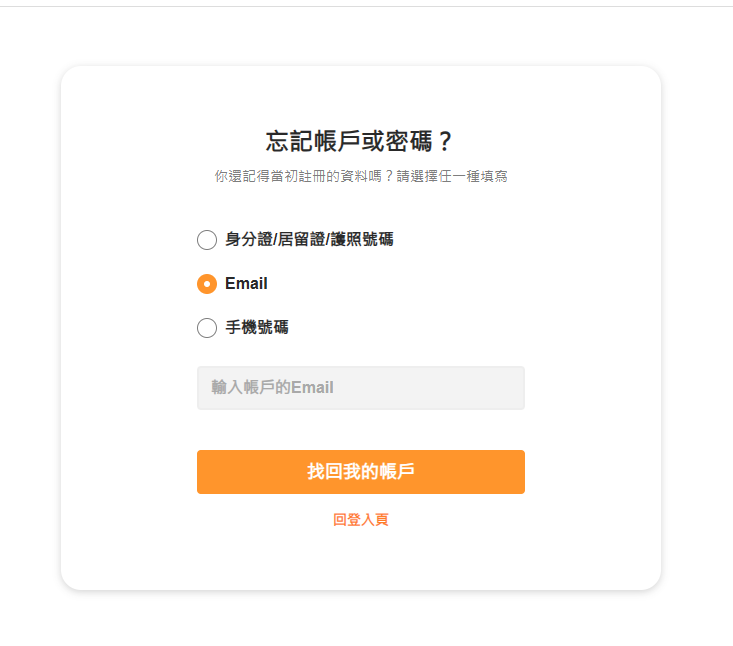 忘記帳戶或密碼？
你還記得當初註冊的資料嗎？請選擇任一種填寫
身分證/居留證/護照號碼
Email
手機號碼
輸入帳戶的Email
找回我的帳戶
回登入頁